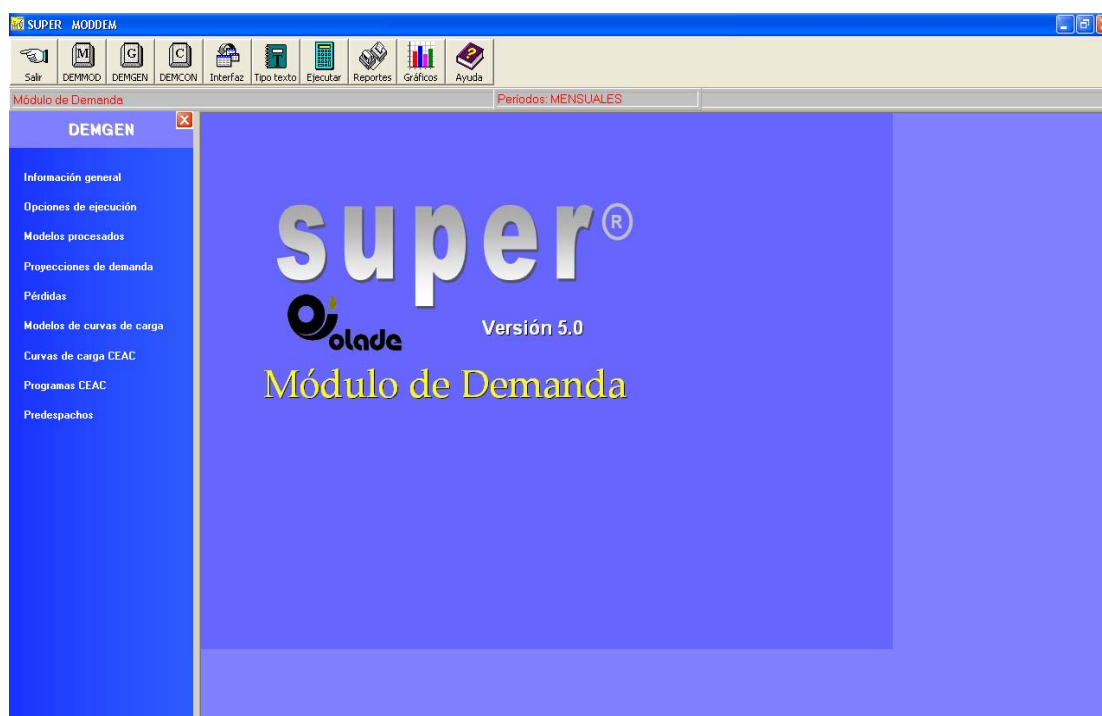 SUPER MODDEM
M G C
Salir DEMMOD DEMGEN DEMCON Interfaz Tipo texto Ejecutar Reportes Gráficos Ayuda
Módulo de Demanda Períodos: MENSUALES
DEMGEN
Información general
Opciones de ejecución
Modelos procesados
Proyecciones de demanda
Pérdidas
Modelos de curvas de carga
Curvas de carga CEAC
Programas CEAC
Predespachos
super®
olade
Versión 5.0
Módulo de Demanda